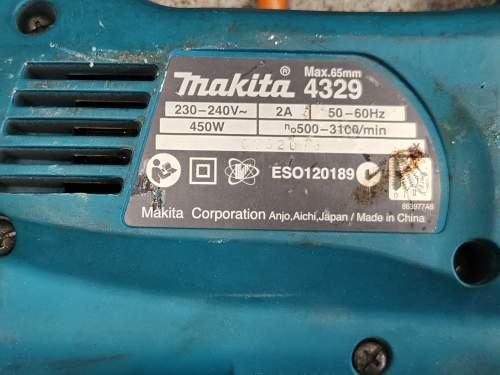 makita® Max.65mm 4329
230-240V~ 2A 50-60Hz
450W n₀500-3100/min
ESO120189
Makita Corporation Anjo,Aichi,Japan / Made in China
863977A9